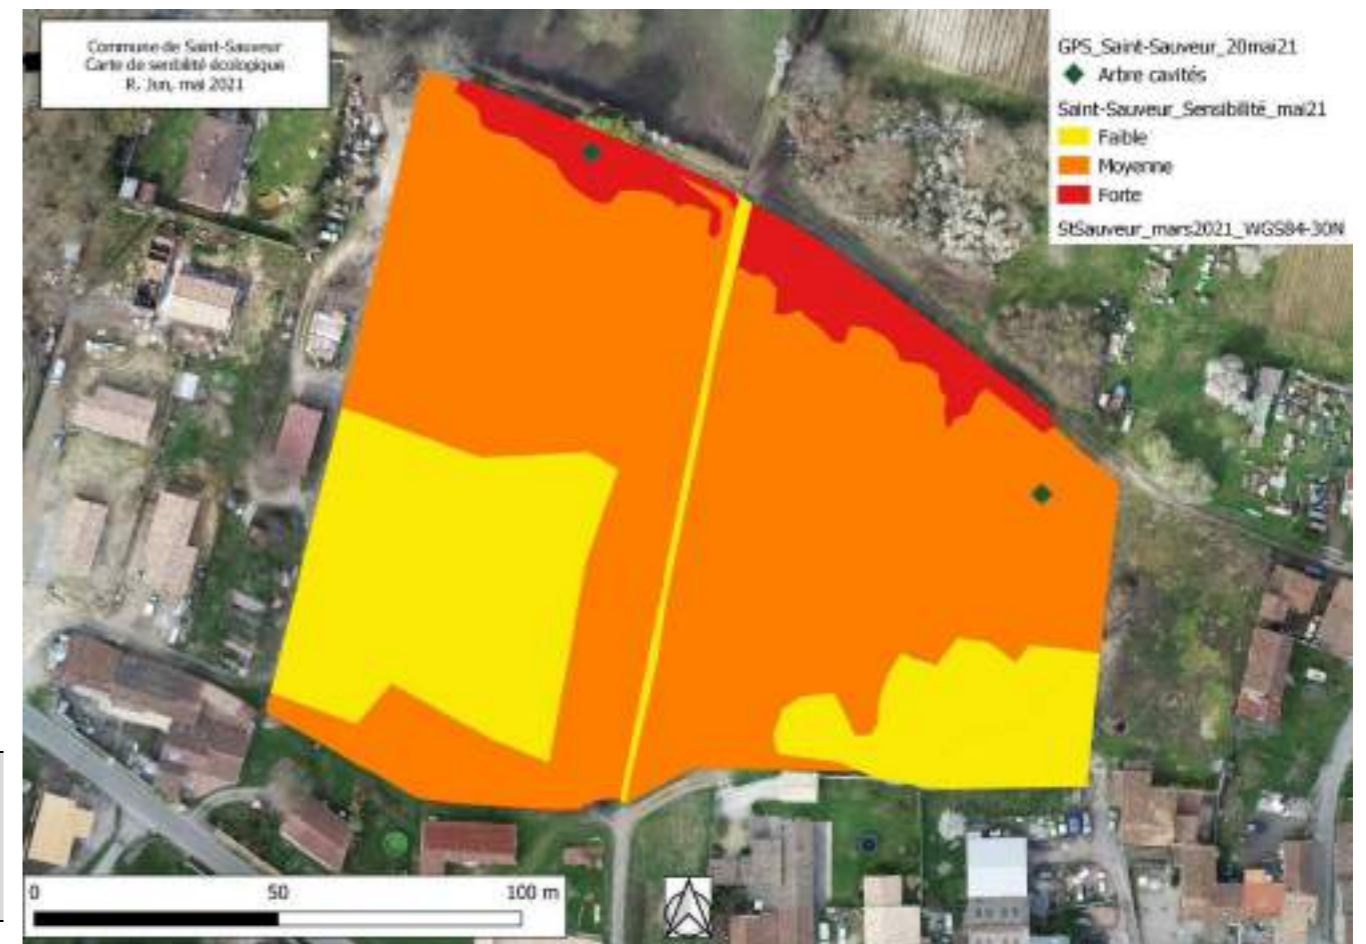 Commune de Saint-Sauveur
Carte de senbilité écologique
R. Jun, mai 2021
GPS_Saint-Sauveur_20mai21
Arbre cavités
Saint-Sauveur_Sensibilité_mai21
Faible
Moyenne
Forte
StSauveur_mars2021_WGS84-30N
0 50 100 m